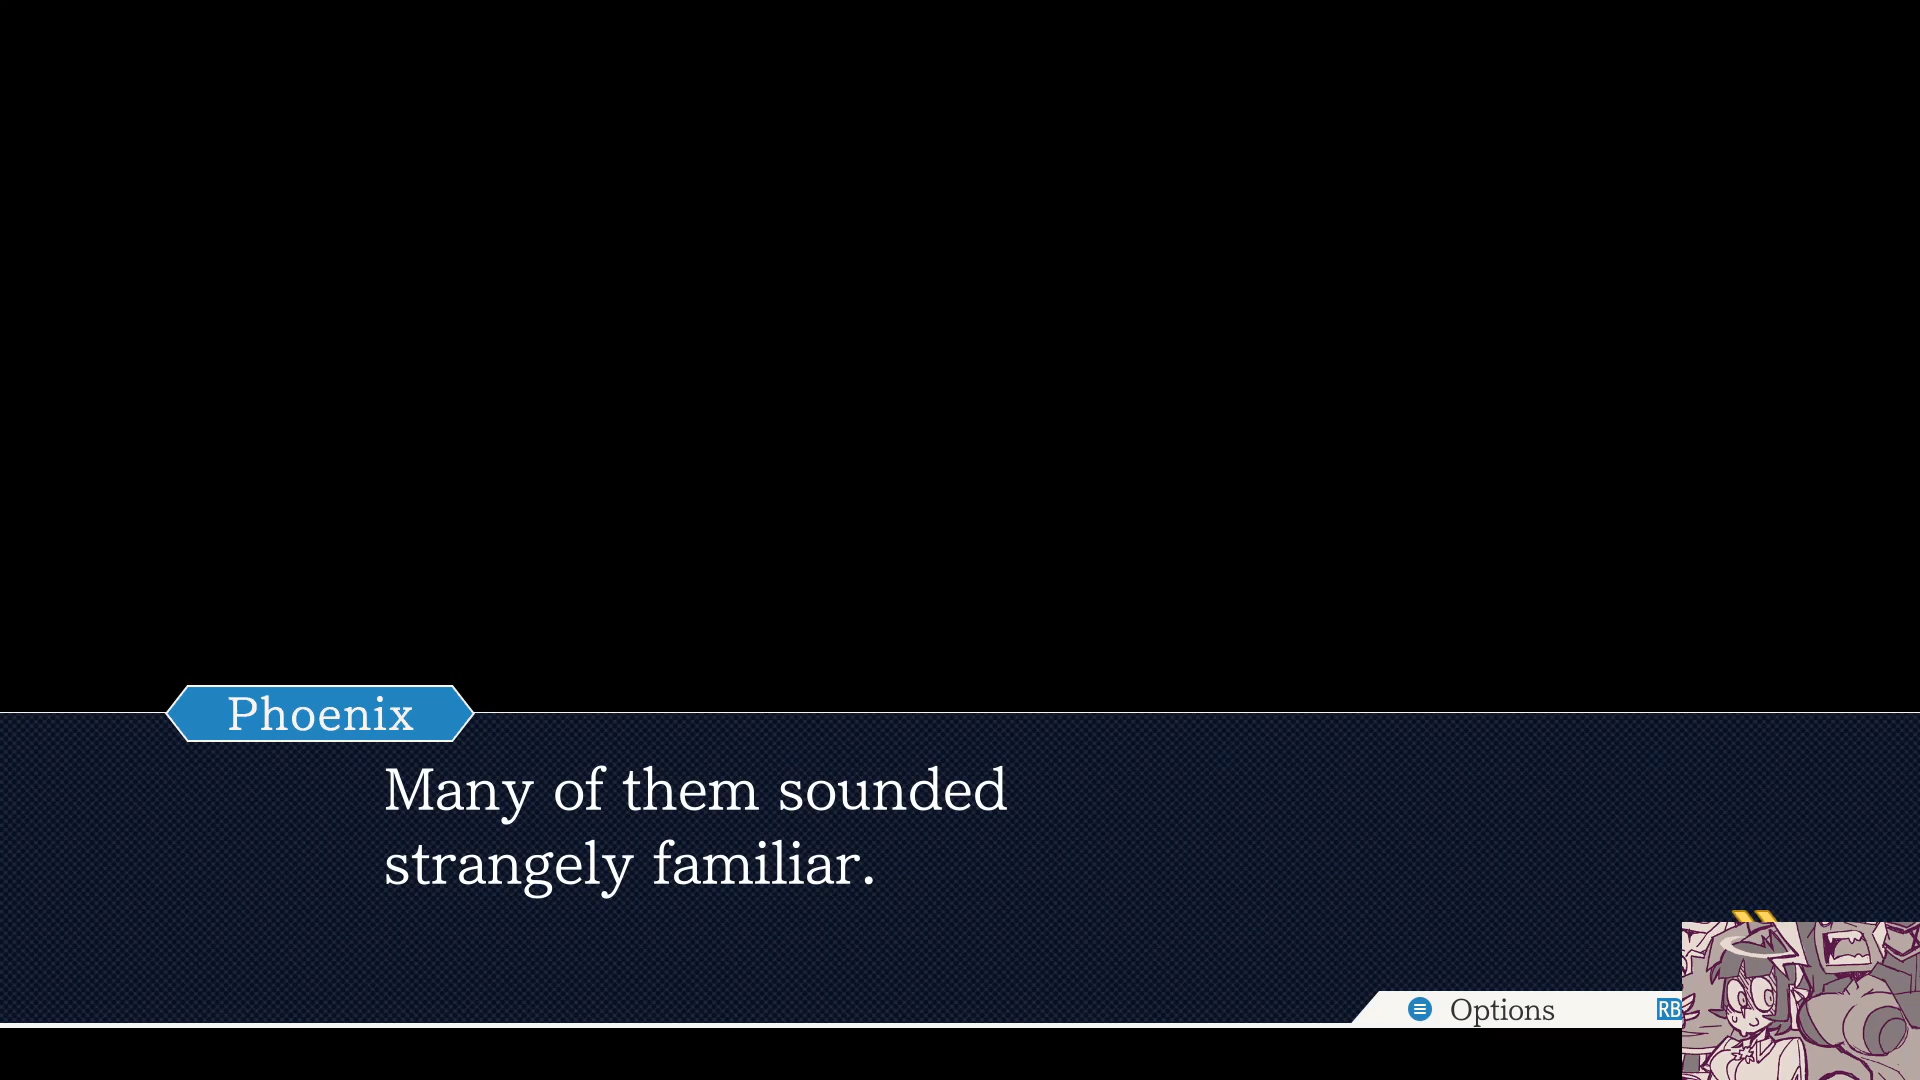 Phoenix
Many of them sounded
strangely familiar.
Options
RB